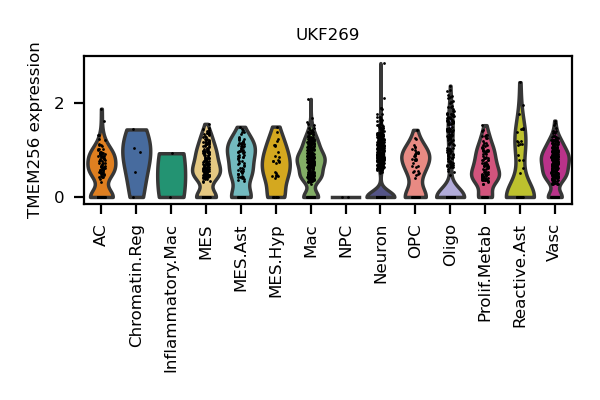 UKF269
TMEM256 expression
2
0
AC
Chromatin.Reg
Inflammatory.Mac
MES
MES.Ast
MES.Hyp
Mac
NPC
Neuron
OPC
Oligo
Prolif.Metab
Reactive.Ast
Vasc